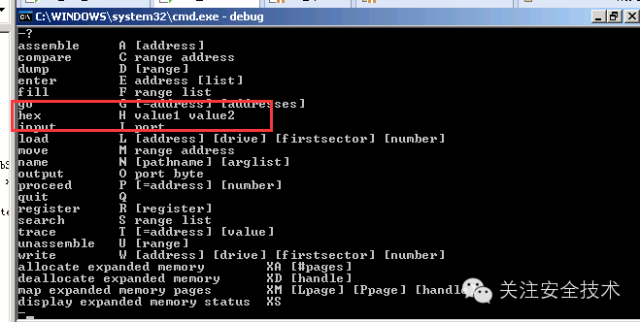 C:\WINDOWS\system32\cmd.exe - debug
-?
assemble A [address]
compare C range address
dump D [range]
enter E address [list]
fill F range list
go G [=address] [addresses]
hex H value1 value2
input I port
load L [address] [drive] [firstsector] [number]
move M range address
name N [pathname] [arglist]
output O port byte
proceed P [=address] [number]
quit Q
register R [register]
search S range list
trace T [=address] [value]
unassemble U [range]
write W [address] [drive] [firstsector] [number]
allocate expanded memory XA [#pages]
deallocate expanded memory XD [handle]
map expanded memory pages XM [Lpage] [Ppage] [handle]
display expanded memory status XS
-
关注安全技术